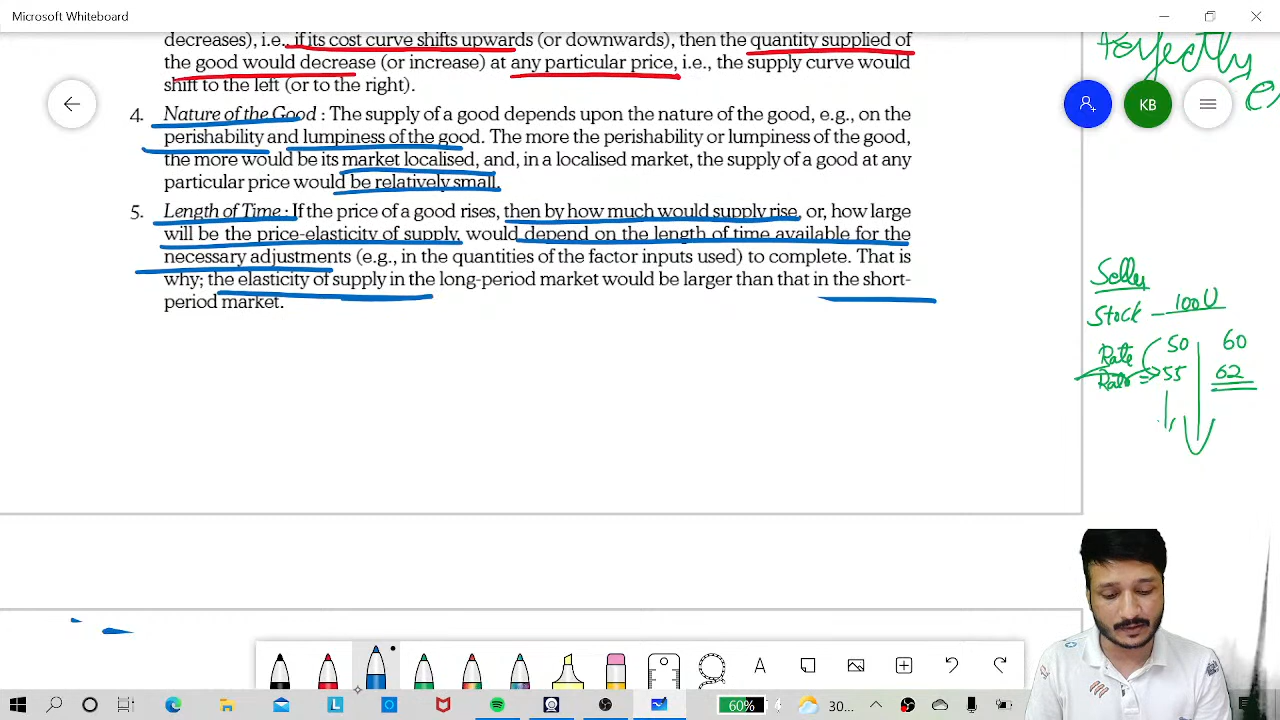 Microsoft Whiteboard
decreases), i.e., if its cost curve shifts upwards (or downwards), then the quantity supplied of
the good would decrease (or increase) at any particular price, i.e., the supply curve would
shift to the left (or to the right).
4. Nature of the Good : The supply of a good depends upon the nature of the good, e.g., on the
perishability and lumpiness of the good. The more the perishability or lumpiness of the good,
the more would be its market localised, and, in a localised market, the supply of a good at any
particular price would be relatively small.
5. Length of Time : If the price of a good rises, then by how much would supply rise, or, how large
will be the price-elasticity of supply, would depend on the length of time available for the
necessary adjustments (e.g., in the quantities of the factor inputs used) to complete. That is
why; the elasticity of supply in the long-period market would be larger than that in the short-
period market.
Perfectly
KB
Seller
Stock – 100 U
Rate 50 60
55 62
A
60%
30...